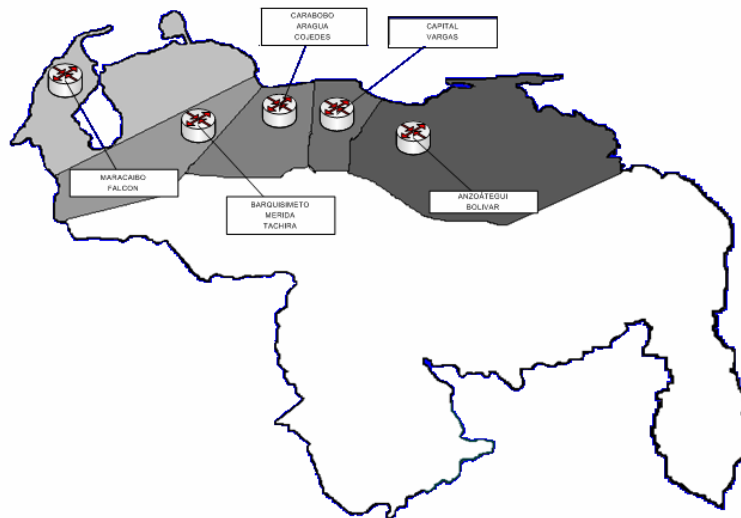 CARABOBO
ARAGUA
COJEDES
CAPITAL
VARGAS
MARACAIBO
FALCON
BARQUISIMETO
MERIDA
TACHIRA
ANZOÁTEGUI
BOLIVAR